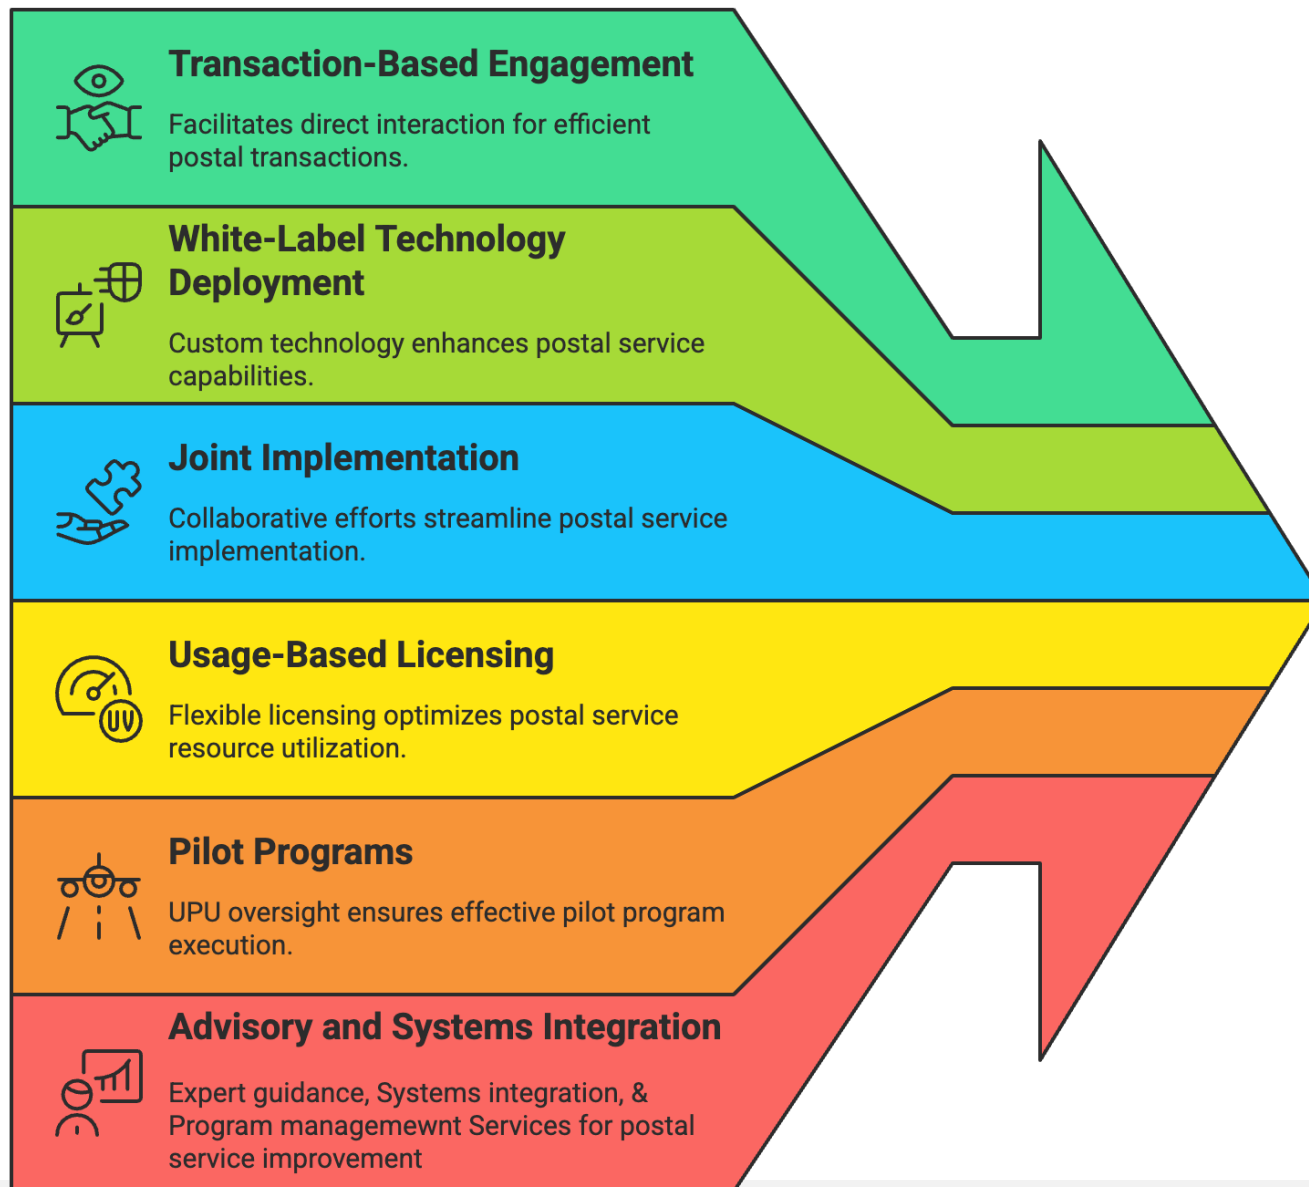 Transaction-Based Engagement
Facilitates direct interaction for efficient
postal transactions.
White-Label Technology
Deployment
Custom technology enhances postal service
capabilities.
Joint Implementation
Collaborative efforts streamline postal service
implementation.
Usage-Based Licensing
UV
Flexible licensing optimizes postal service
resource utilization.
Pilot Programs
UPU oversight ensures effective pilot program
execution.
Advisory and Systems Integration
Expert guidance, Systems integration, &
Program managemewnt Services for postal
service improvement